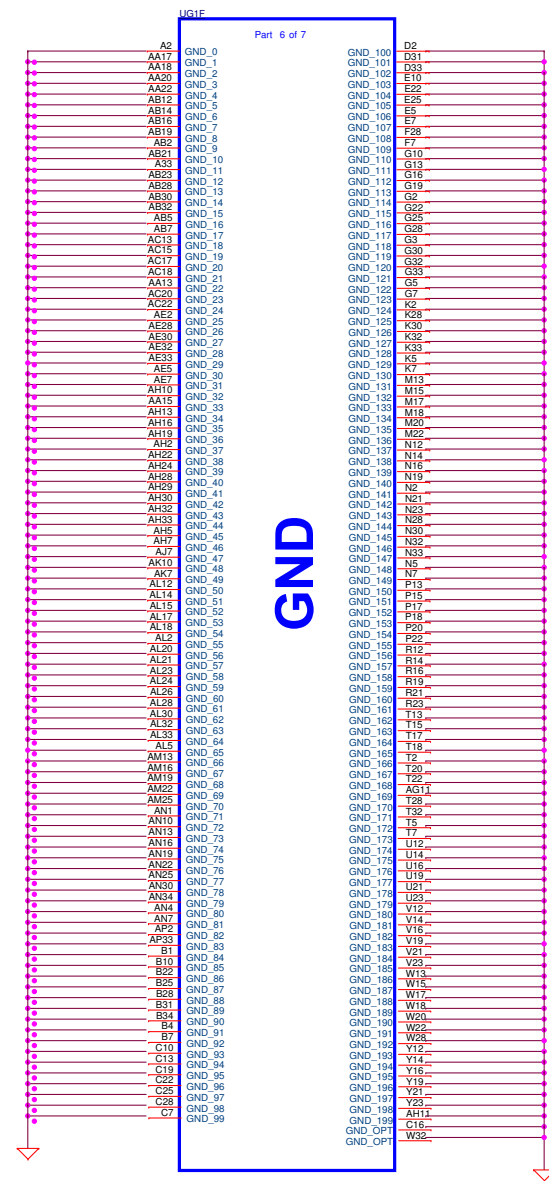 UG1F
Part 6 of 7
A2 GND_0 GND_100 D2
AA17 GND_1 GND_101 D31
AA18 GND_2 GND_102 D33
AA20 GND_3 GND_103 E10
AA22 GND_4 GND_104 E22
AB12 GND_5 GND_105 E25
AB14 GND_6 GND_106 E5
AB16 GND_7 GND_107 E7
AB19 GND_8 GND_108 F28
AB2 GND_9 GND_109 F7
AB21 GND_10 GND_110 G10
A33 GND_11 GND_111 G13
AB23 GND_12 GND_112 G16
AB28 GND_13 GND_113 G19
AB30 GND_14 GND_114 G2
AB32 GND_15 GND_115 G22
AB5 GND_16 GND_116 G25
AB7 GND_17 GND_117 G28
AC13 GND_18 GND_118 G3
AC15 GND_19 GND_119 G30
AC17 GND_20 GND_120 G32
AC18 GND_21 GND_121 G33
AA13 GND_22 GND_122 G5
AC20 GND_23 GND_123 G7
AC22 GND_24 GND_124 K2
AE2 GND_25 GND_125 K28
AE28 GND_26 GND_126 K30
AE30 GND_27 GND_127 K32
AE32 GND_28 GND_128 K33
AE33 GND_29 GND_129 K5
AE5 GND_30 GND_130 K7
AE7 GND_31 GND_131 M13
AH10 GND_32 GND_132 M15
AA15 GND_33 GND_133 M17
AH13 GND_34 GND_134 M18
AH16 GND_35 GND_135 M20
AH19 GND_36 GND_136 M22
AH2 GND_37 GND_137 N12
AH22 GND_38 GND_138 N14
AH24 GND_39 GND_139 N16
AH28 GND_40 GND_140 N19
AH29 GND_41 GND_141 N2
AH30 GND_42 GND_142 N21
AH32 GND_43 GND_143 N23
AH33 GND_44 GND_144 N28
AH5 GND_45 GND_145 N30
AH7 GND_46 GND_146 N32
AJ7 GND_47 GND_147 N33
AK10 GND_48 GND_148 N5
AK7 GND_49 GND_149 N7
AL12 GND_50 GND_150 P13
AL14 GND_51 GND_151 P15
AL15 GND_52 GND_152 P17
AL17 GND_53 GND_153 P18
AL18 GND_54 GND_154 P20
AL2 GND_55 GND_155 P22
AL20 GND_56 GND_156 R12
AL21 GND_57 GND_157 R14
AL23 GND_58 GND_158 R16
AL24 GND_59 GND_159 R19
AL26 GND_60 GND_160 R21
AL28 GND_61 GND_161 R23
AL30 GND_62 GND_162 T13
AL32 GND_63 GND_163 T15
AL33 GND_64 GND_164 T17
AL5 GND_65 GND_165 T18
AM13 GND_66 GND_166 T2
AM16 GND_67 GND_167 T20
AM19 GND_68 GND_168 T22
AM22 GND_69 GND_169 AG11
AM25 GND_70 GND_170 T28
AN1 GND_71 GND_171 T32
AN10 GND_72 GND_172 T5
AN13 GND_73 GND_173 T7
AN16 GND_74 GND_174 U12
AN19 GND_75 GND_175 U14
AN22 GND_76 GND_176 U16
AN25 GND_77 GND_177 U19
AN30 GND_78 GND_178 U21
AN34 GND_79 GND_179 U23
AN4 GND_80 GND_180 V12
AN7 GND_81 GND_181 V14
AP2 GND_82 GND_182 V16
AP33 GND_83 GND_183 V19
B1 GND_84 GND_184 V21
B10 GND_85 GND_185 V23
B22 GND_86 GND_186 W13
B25 GND_87 GND_187 W15
B28 GND_88 GND_188 W17
B31 GND_89 GND_189 W18
B34 GND_90 GND_190 W20
B4 GND_91 GND_191 W22
B7 GND_92 GND_192 W28
C10 GND_93 GND_193 Y12
C13 GND_94 GND_194 Y14
C19 GND_95 GND_195 Y16
C22 GND_96 GND_196 Y19
C25 GND_97 GND_197 Y21
C28 GND_98 GND_198 Y23
C7 GND_99 GND_199 AH11
GND_OPT C16
GND_OPT W32
GND